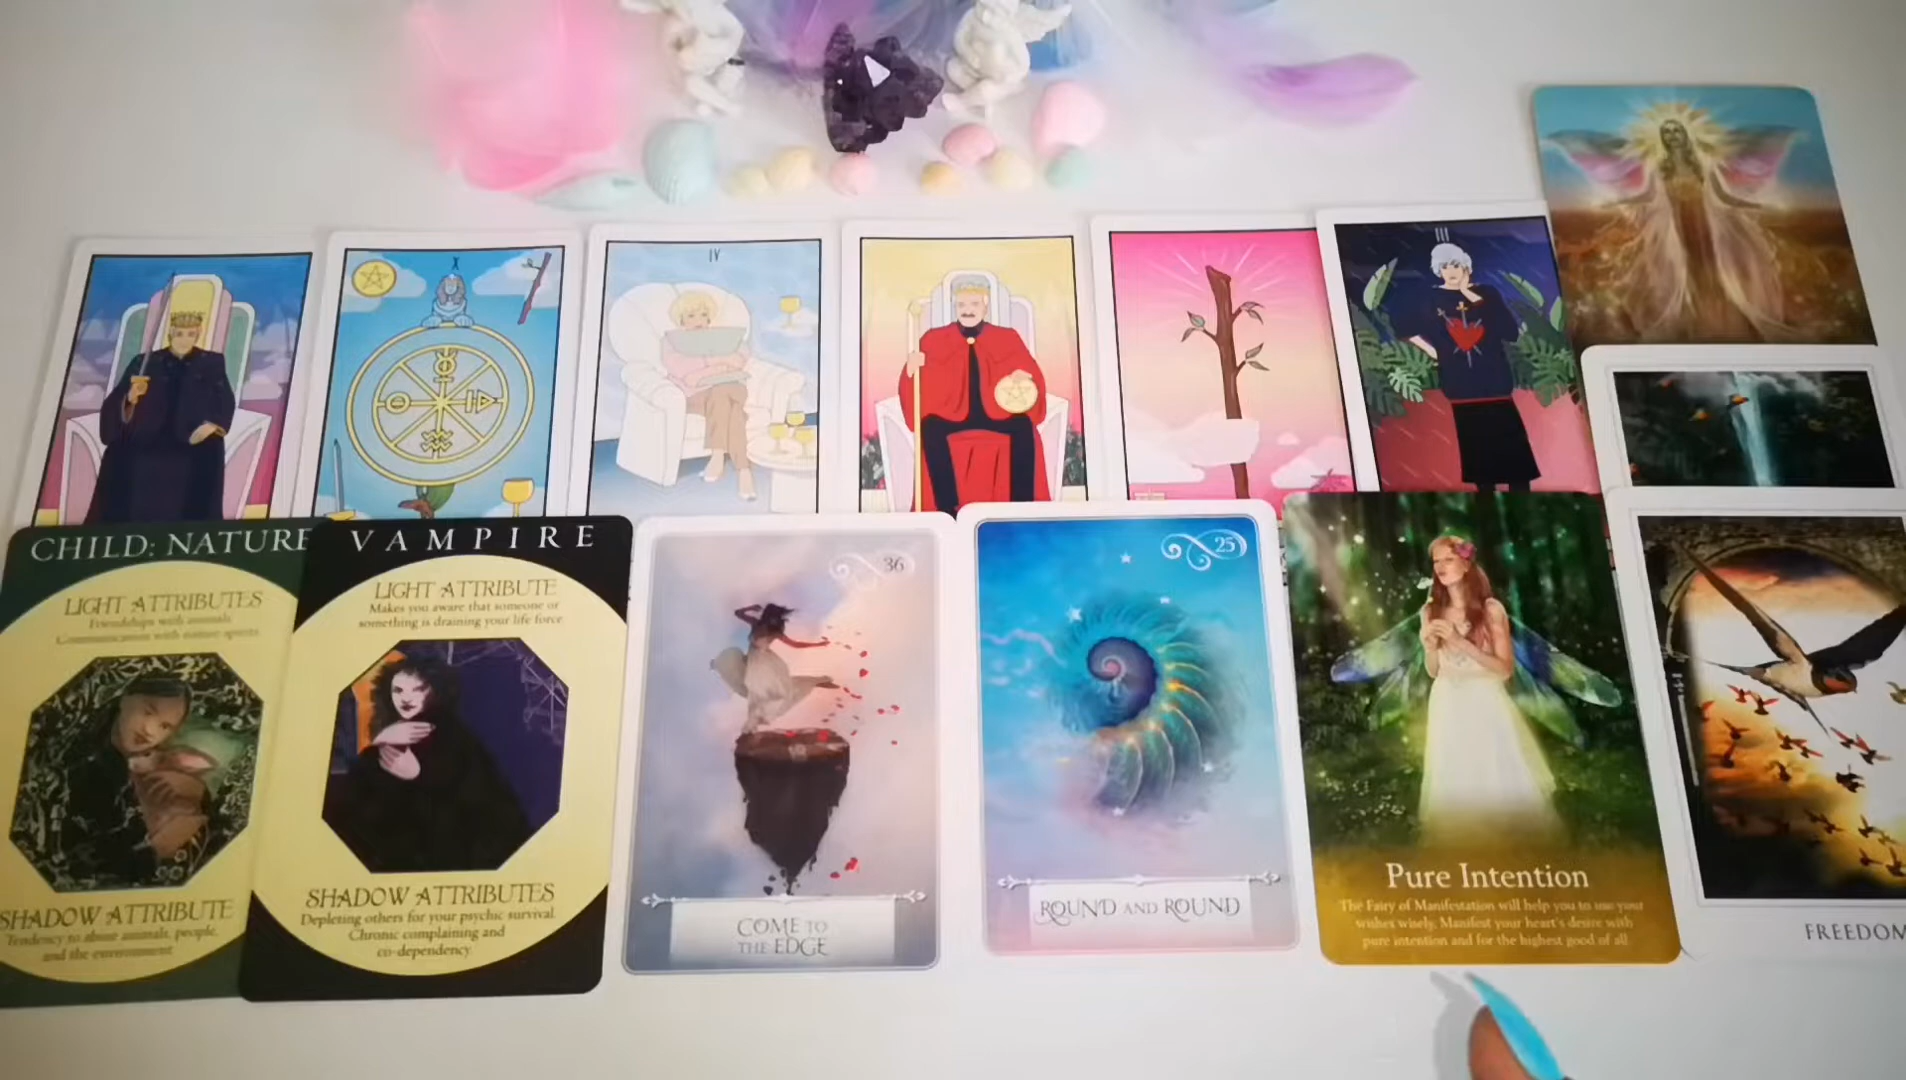 X
IV
III
CHILD: NATURE
LIGHT ATTRIBUTES
Friendships with animals
Communication with nature spirits
SHADOW ATTRIBUTE
Tendency to abuse animals, people,
and the environment
VAMPIRE
LIGHT ATTRIBUTE
Makes you aware that someone or
something is draining your life force
SHADOW ATTRIBUTES
Depleting others for your psychic survival
Chronic complaining and
co-dependency
36
COME TO
THE EDGE
25
ROUND AND ROUND
Pure Intention
The Fairy of Manifestation will help you to use your
wishes wisely. Manifest your heart's desire with
pure intention and for the highest good of all
FREEDOM